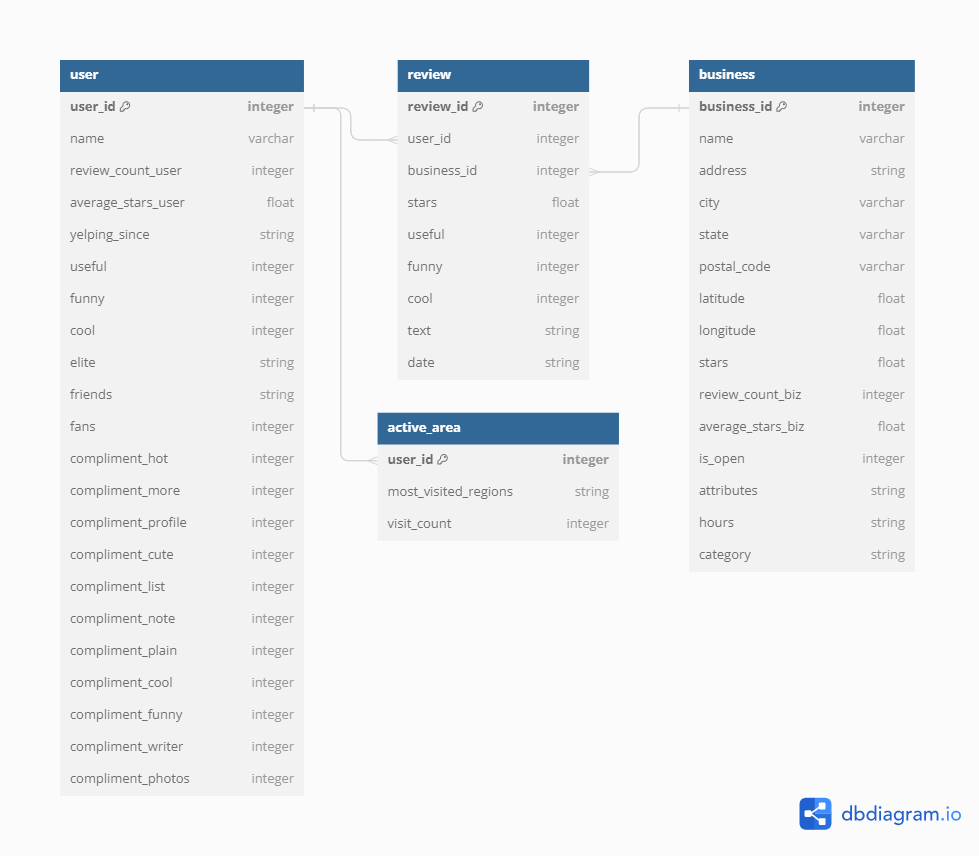 user
user_id integer
name varchar
review_count_user integer
average_stars_user float
yelping_since string
useful integer
funny integer
cool integer
elite string
friends string
fans integer
compliment_hot integer
compliment_more integer
compliment_profile integer
compliment_cute integer
compliment_list integer
compliment_note integer
compliment_plain integer
compliment_cool integer
compliment_funny integer
compliment_writer integer
compliment_photos integer
review
review_id integer
user_id integer
business_id integer
stars float
useful integer
funny integer
cool integer
text string
date string
active_area
user_id integer
most_visited_regions string
visit_count integer
business
business_id integer
name varchar
address string
city varchar
state varchar
postal_code varchar
latitude float
longitude float
stars float
review_count_biz integer
average_stars_biz float
is_open integer
attributes string
hours string
category string
dbdiagram.io